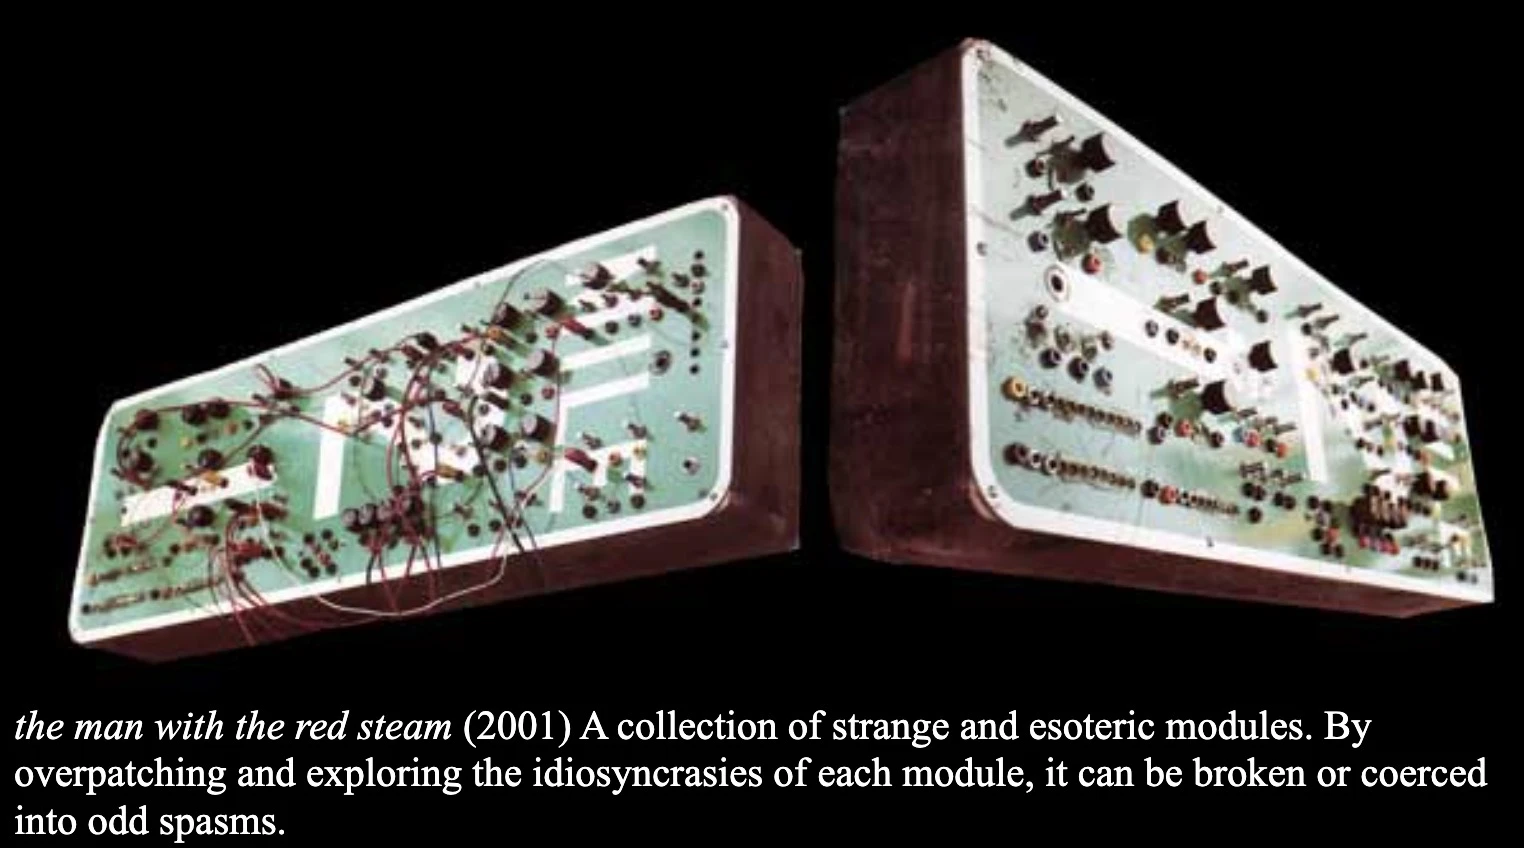 the man with the red steam (2001) A collection of strange and esoteric modules. By
overpatching and exploring the idiosyncrasies of each module, it can be broken or coerced
into odd spasms.